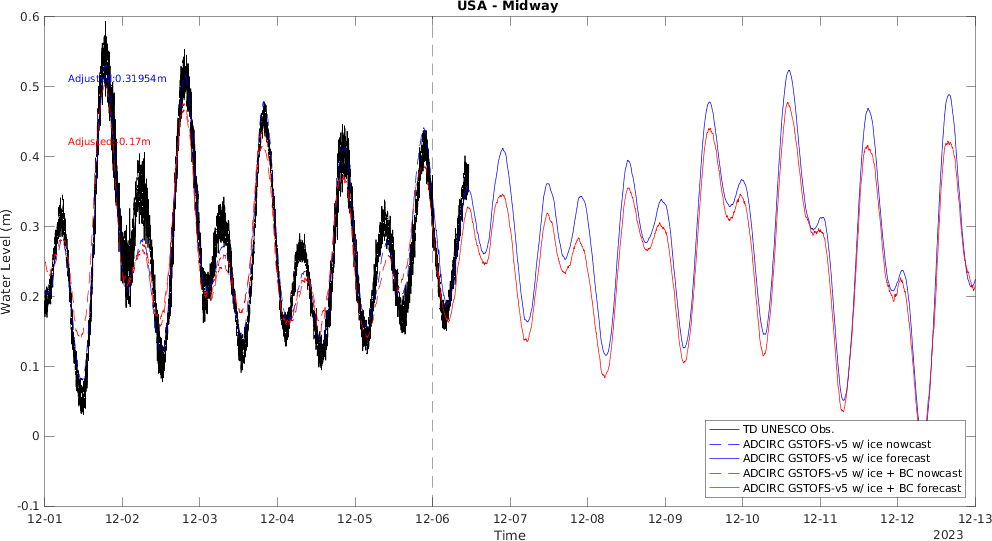 USA - Midway
0.6
0.5
0.4
0.3
0.2
0.1
0
-0.1
Water Level (m)
Adjusted:0.31954m
Adjusted:0.17m
TD UNESCO Obs.
ADCIRC GSTOFS-v5 w/ ice nowcast
ADCIRC GSTOFS-v5 w/ ice forecast
ADCIRC GSTOFS-v5 w/ ice + BC nowcast
ADCIRC GSTOFS-v5 w/ ice + BC forecast
12-01 12-02 12-03 12-04 12-05 12-06 12-07 12-08 12-09 12-10 12-11 12-12 12-13
Time
2023